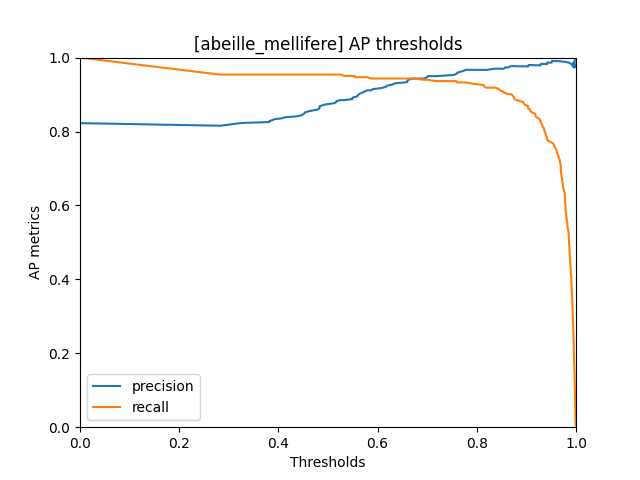 [abeille_mellifere] AP thresholds
1.0
0.8
0.6
0.4
0.2
0.0
AP metrics
precision
recall
0.0 0.2 0.4 0.6 0.8 1.0
Thresholds